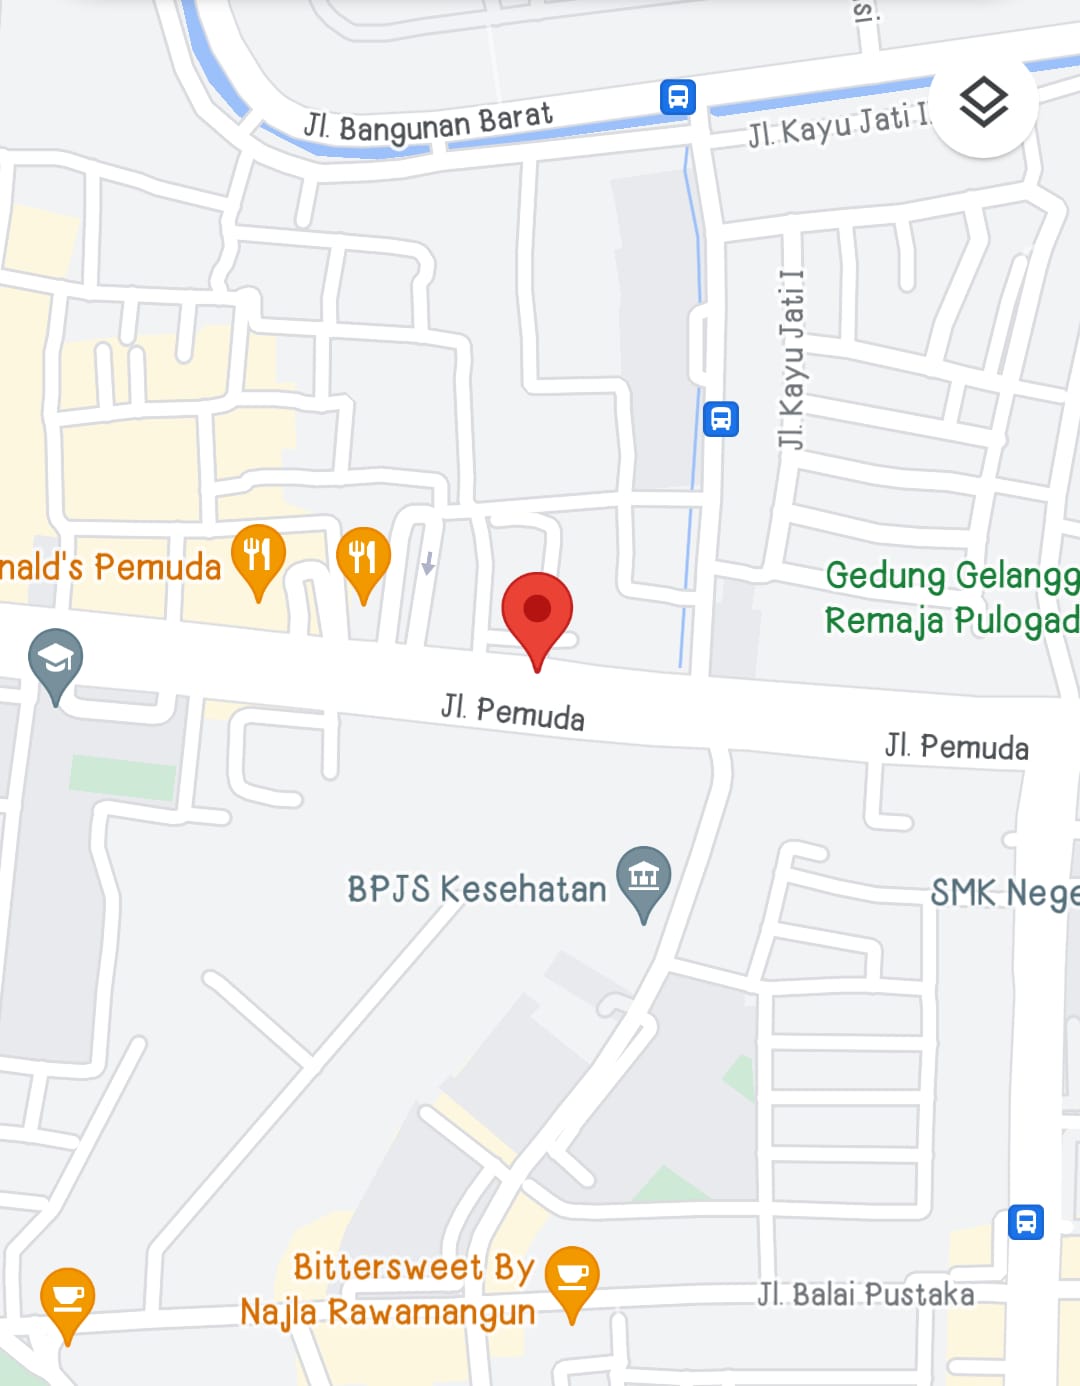 si
Jl. Bangunan Barat
Jl. Kayu Jati I
Jl. Kayu Jati I
nald's Pemuda
Gedung Gelangg
Remaja Pulogad
Jl. Pemuda
Jl. Pemuda
BPJS Kesehatan
SMK Nege
Bittersweet By
Najla Rawamangun
Jl. Balai Pustaka